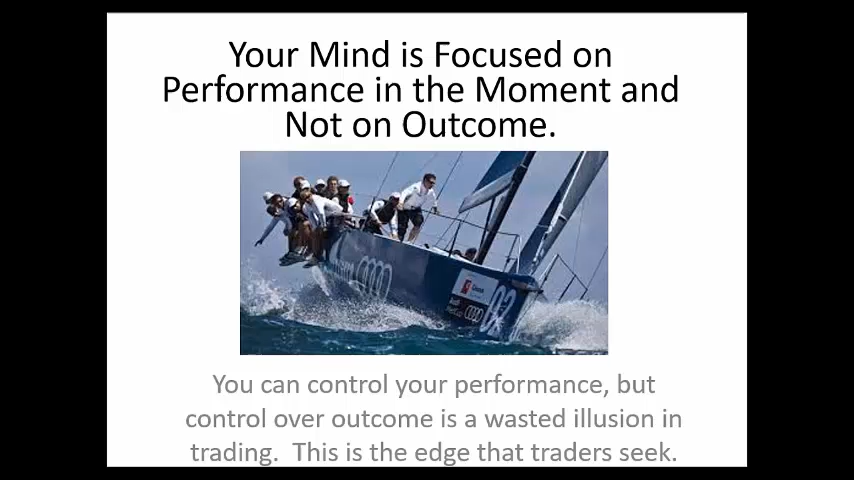 Your Mind is Focused on
Performance in the Moment and
Not on Outcome.
You can control your performance, but
control over outcome is a wasted illusion in
trading.  This is the edge that traders seek.